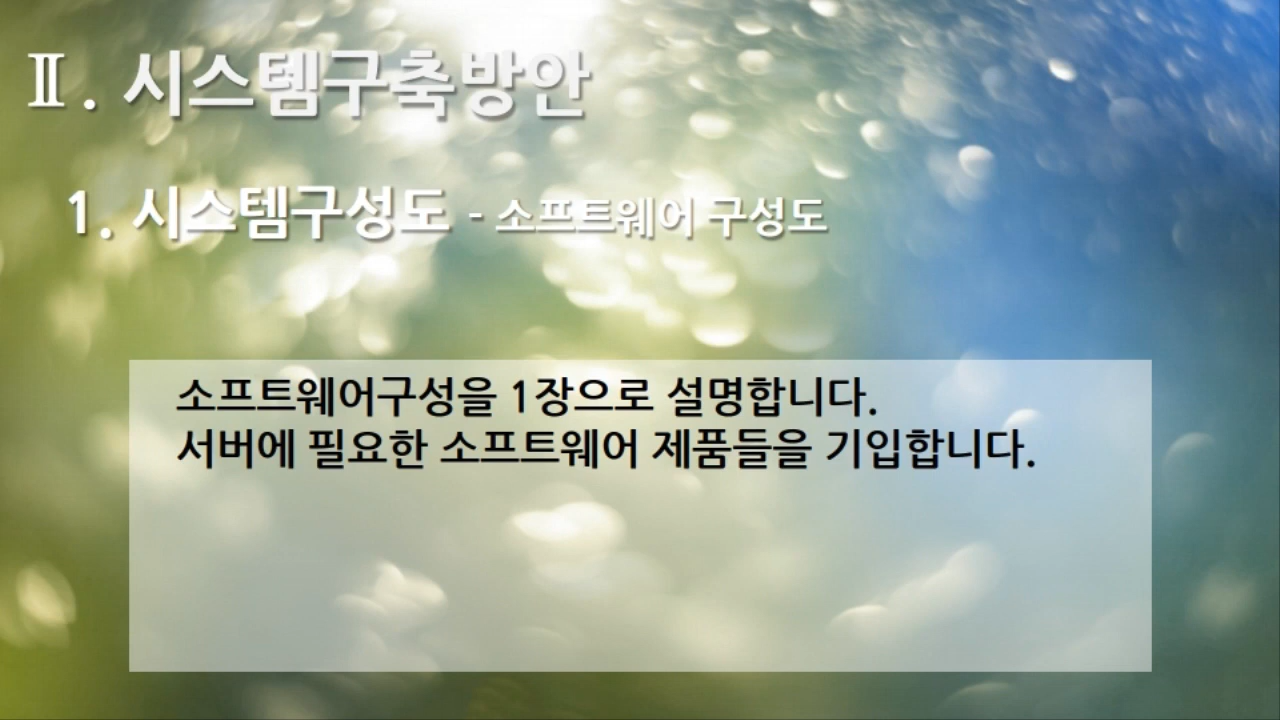 Ⅱ. 시스템구축방안
1. 시스템구성도 - 소프트웨어 구성도
소프트웨어구성을 1장으로 설명합니다.
서버에 필요한 소프트웨어 제품들을 기입합니다.